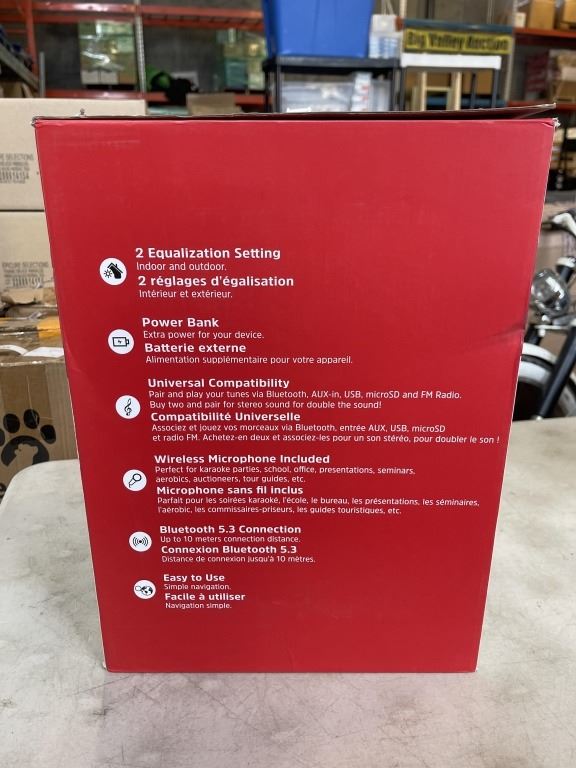 Big Valley Auction
EPICURE SELECTIONS
2 Equalization Setting
Indoor and outdoor.
2 réglages d'égalisation
Intérieur et extérieur.
Power Bank
Extra power for your device.
Batterie externe
Alimentation supplémentaire pour votre appareil.
Universal Compatibility
Pair and play your tunes via Bluetooth, AUX-in, USB, microSD and FM Radio.
Buy two and pair for stereo sound for double the sound!
Compatibilité Universelle
Associez et jouez vos morceaux via Bluetooth, entrée AUX, USB, microSD
et radio FM. Achetez-en deux et associez-les pour un son stéréo, pour doubler le son !
Wireless Microphone Included
Perfect for karaoke parties, school, office, presentations, seminars,
aerobics, auctioneers, tour guides, etc.
Microphone sans fil inclus
Parfait pour les soirées karaoké, l'école, le bureau, les présentations, les séminaires,
l'aérobic, les commissaires-priseurs, les guides touristiques, etc.
Bluetooth 5.3 Connection
Up to 10 meters connection distance.
Connexion Bluetooth 5.3
Distance de connexion jusqu'à 10 mètres.
Easy to Use
Simple navigation.
Facile à utiliser
Navigation simple.